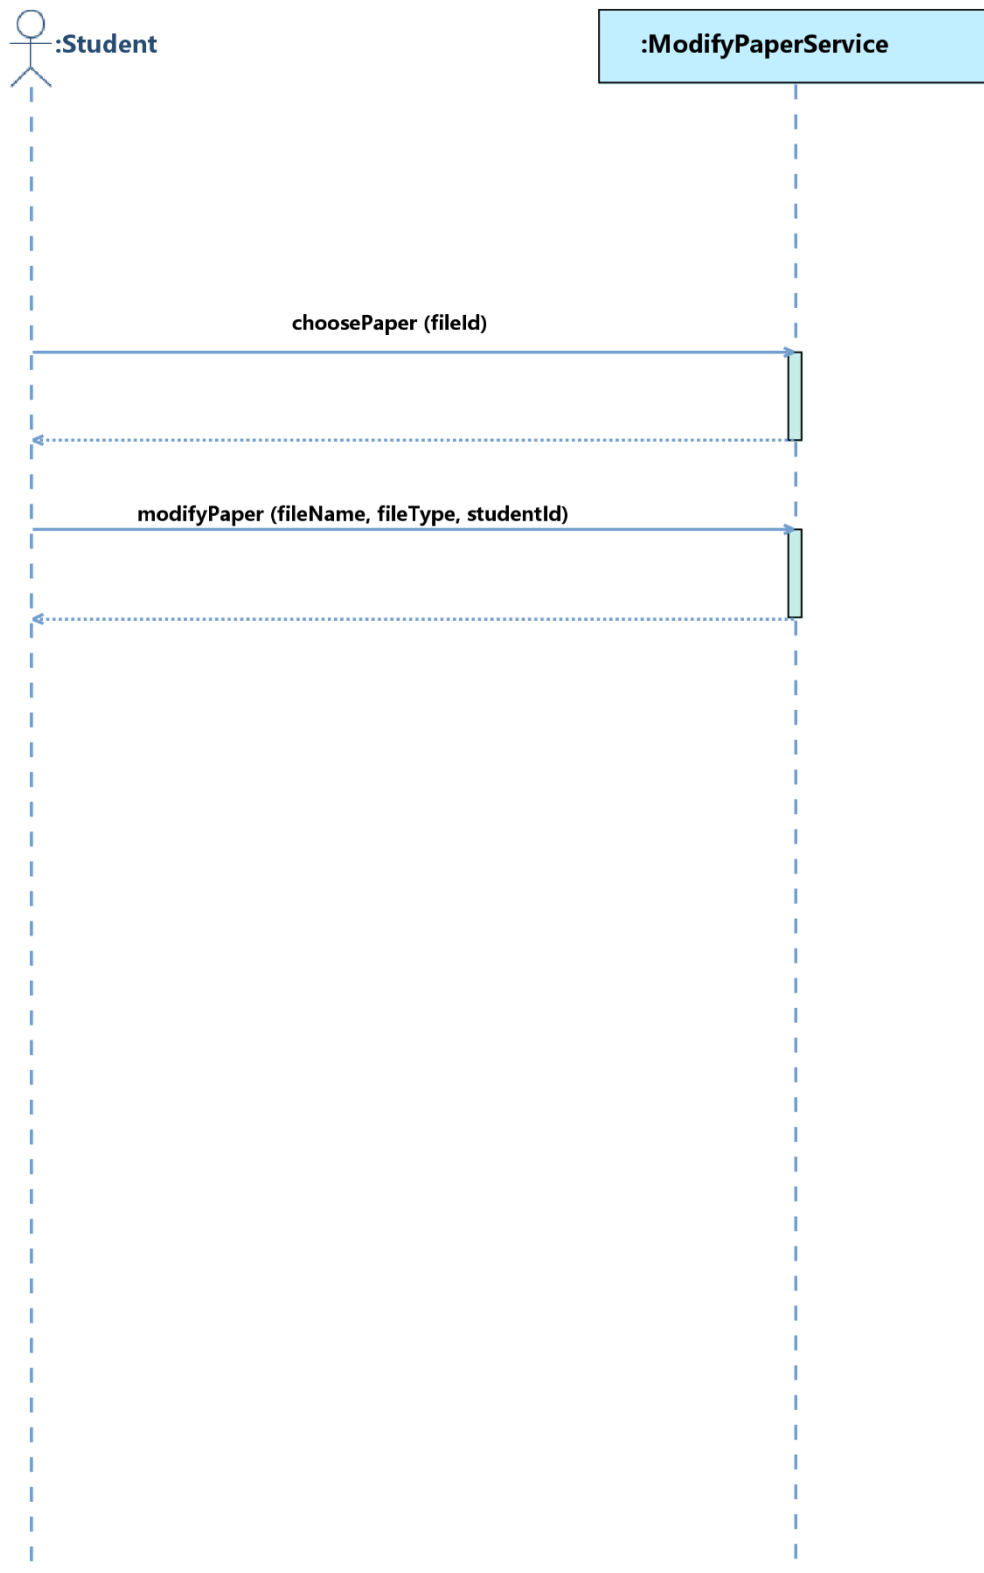 :Student
:ModifyPaperService
choosePaper (fileId)
modifyPaper (fileName, fileType, studentId)